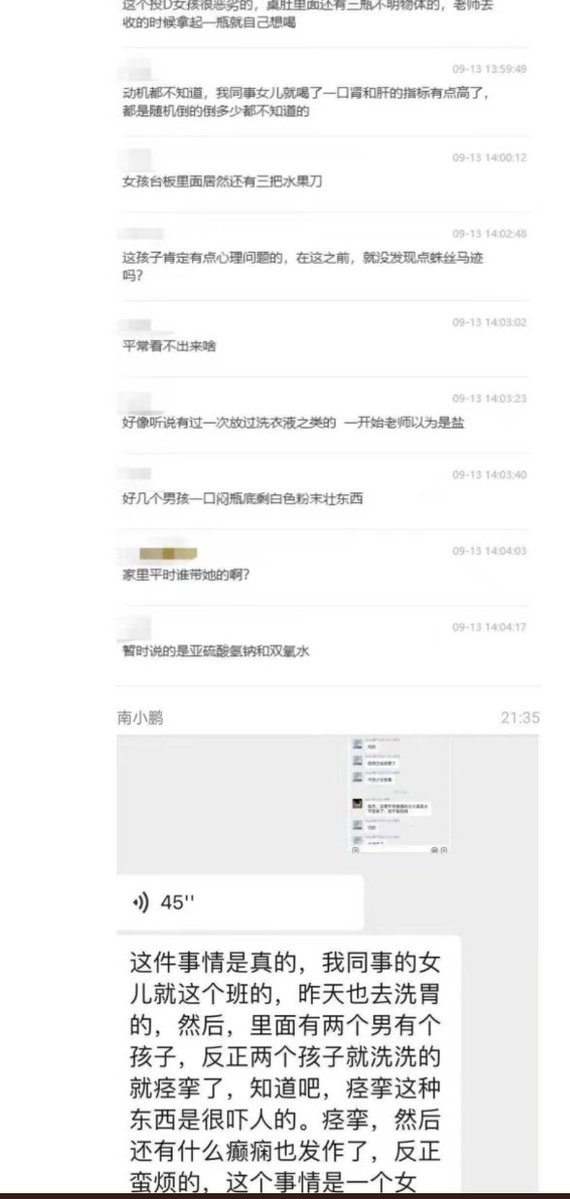 这个投D女孩很恶劣的，桌肚里面还有三瓶不明物体的，老师去
收的时候拿起一瓶就自己想喝
09-13 13:59:49
动机都不知道，我同事女儿就喝了一口肾和肝的指标有点高了，
都是随机倒的倒多少都不知道的
09-13 14:00:12
女孩台板里面居然还有三把水果刀
09-13 14:02:48
这孩子肯定有点心理问题的，在这之前，就没发现点蛛丝马迹
吗？
09-13 14:03:02
平常看不出来啥
09-13 14:03:23
好像听说有过一次放过洗衣液之类的 一开始老师以为是盐
09-13 14:03:40
好几个男孩一口闷瓶底剩白色粉末壮东西
09-13 14:04:03
家里平时谁带她的啊？
09-13 14:04:17
暂时说的是亚硫酸氨钠和双氧水
南小鹏
21:35
45''
这件事情是真的，我同事的女
儿就这个班的，昨天也去洗胃
的，然后，里面有两个男有个
孩子，反正两个孩子就洗洗的
就痉挛了，知道吧，痉挛这种
东西是很吓人的。痉挛，然后
还有什么癫痫也发作了，反正
蛮烦的，这个事情是一个女